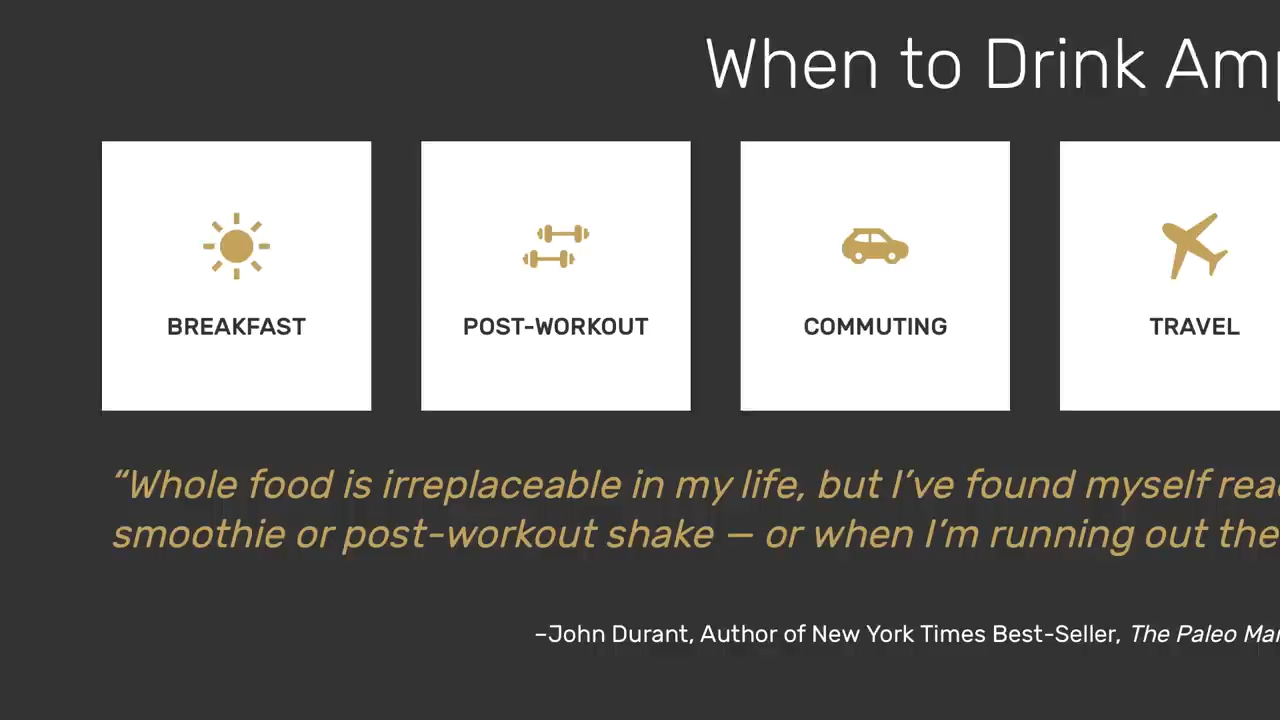 When to Drink Am
BREAKFAST
POST-WORKOUT
COMMUTING
TRAVEL
“Whole food is irreplaceable in my life, but I’ve found myself rea
smoothie or post-workout shake — or when I’m running out the
–John Durant, Author of New York Times Best-Seller, The Paleo Ma